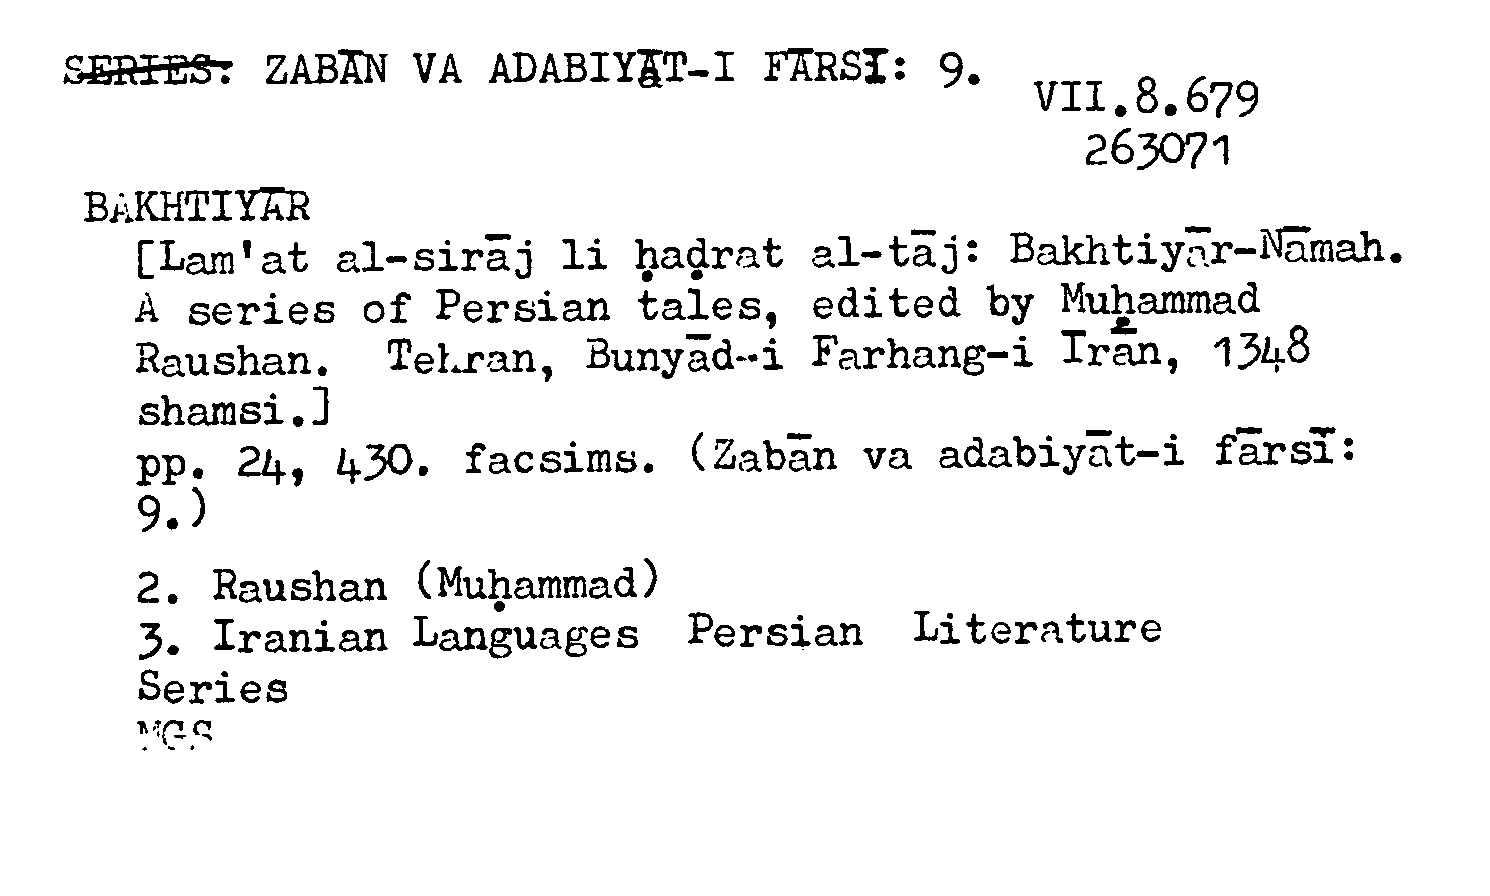 SERIES: ZABĀN VA ADABIYĀT-I FĀRSĪ: 9.
VII.8.679
263071
BAKHTIYĀR
[Lam'at al-sirāj li ḥaḍrat al-tāj: Bakhtiyār-Nāmah.
A series of Persian tales, edited by Muḥammad
Raushan. Tehran, Bunyād-i Farhang-i Īrān, 1348
shamsi.]
pp. 24, 430. facsims. (Zabān va adabiyāt-i fārsī:
9.)
2. Raushan (Muḥammad)
3. Iranian Languages Persian Literature
Series
MGS